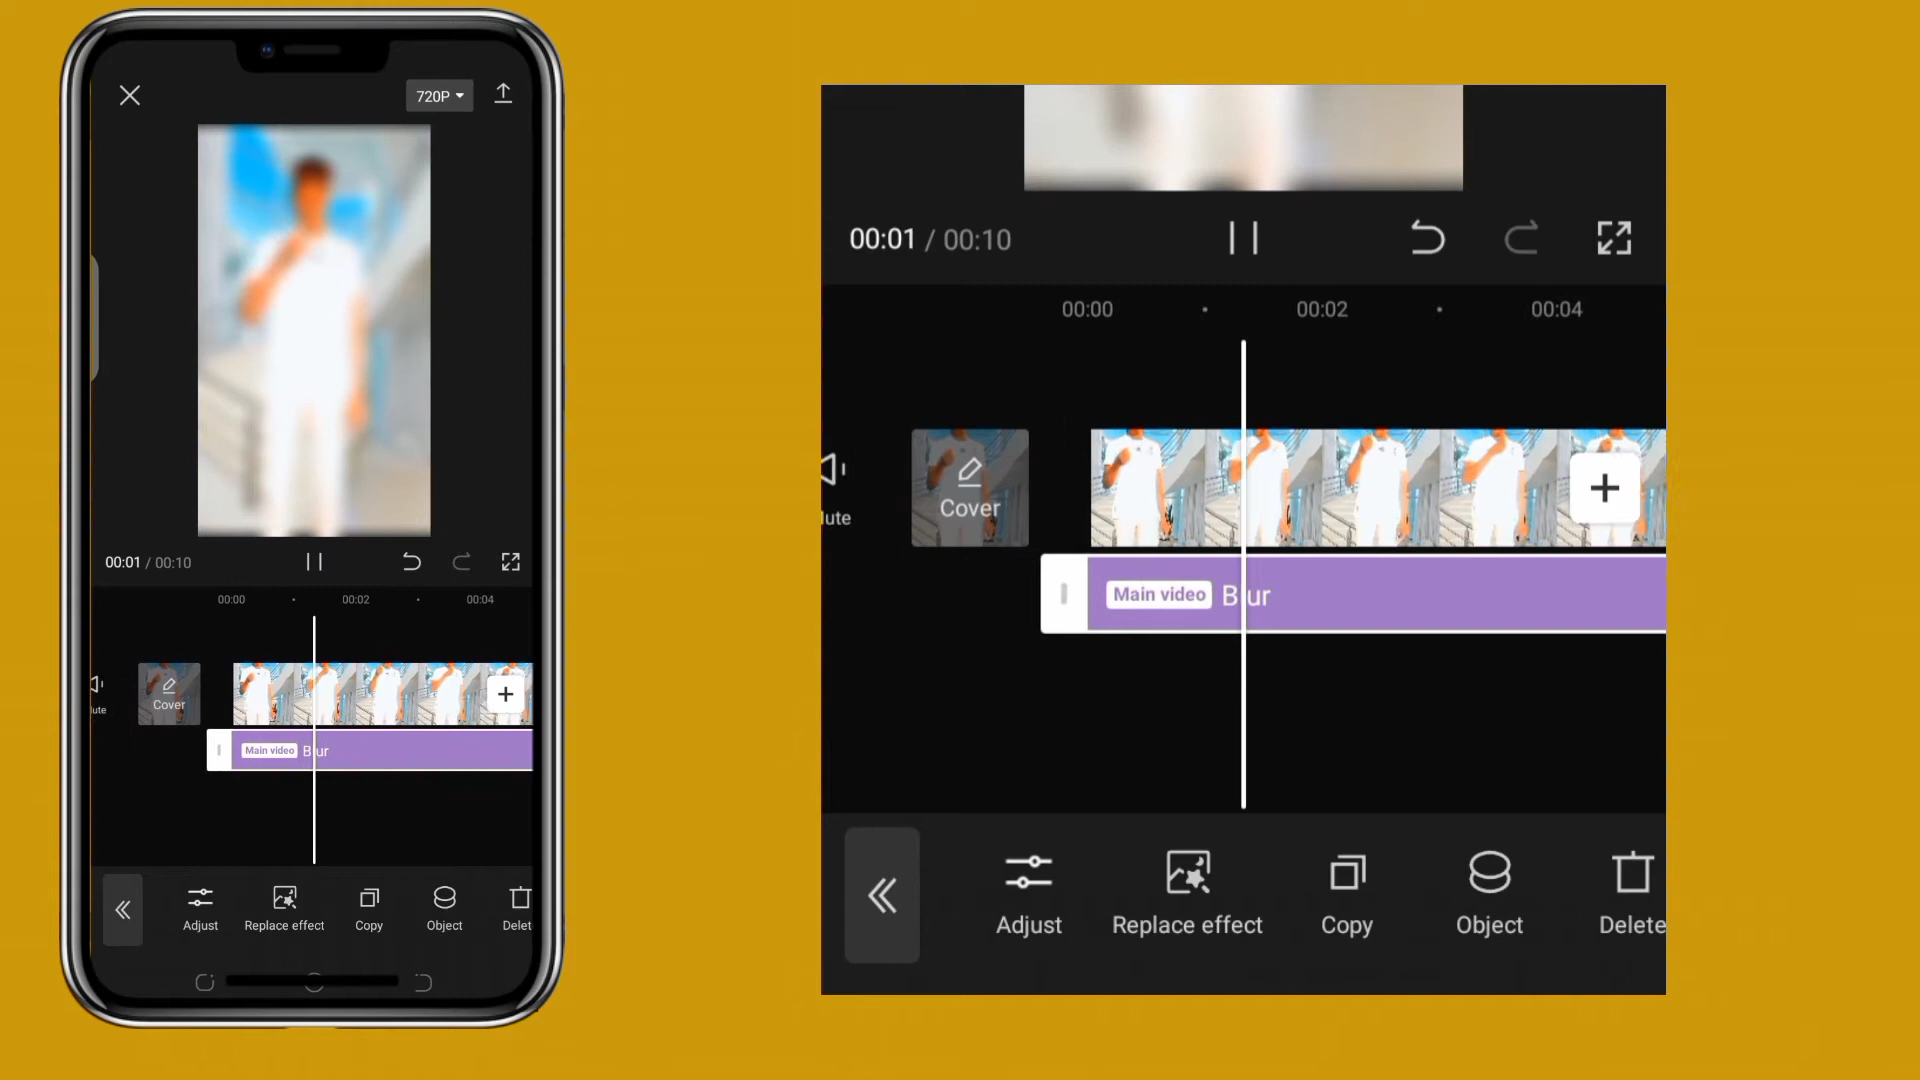 720P
00:01 / 00:10
00:00
00:02
00:04
lute
Cover
Main video
Blur
Adjust
Replace effect
Copy
Object
Delet
00:01 / 00:10
00:00
00:02
00:04
lute
Cover
Main video
Blur
Adjust
Replace effect
Copy
Object
Delete